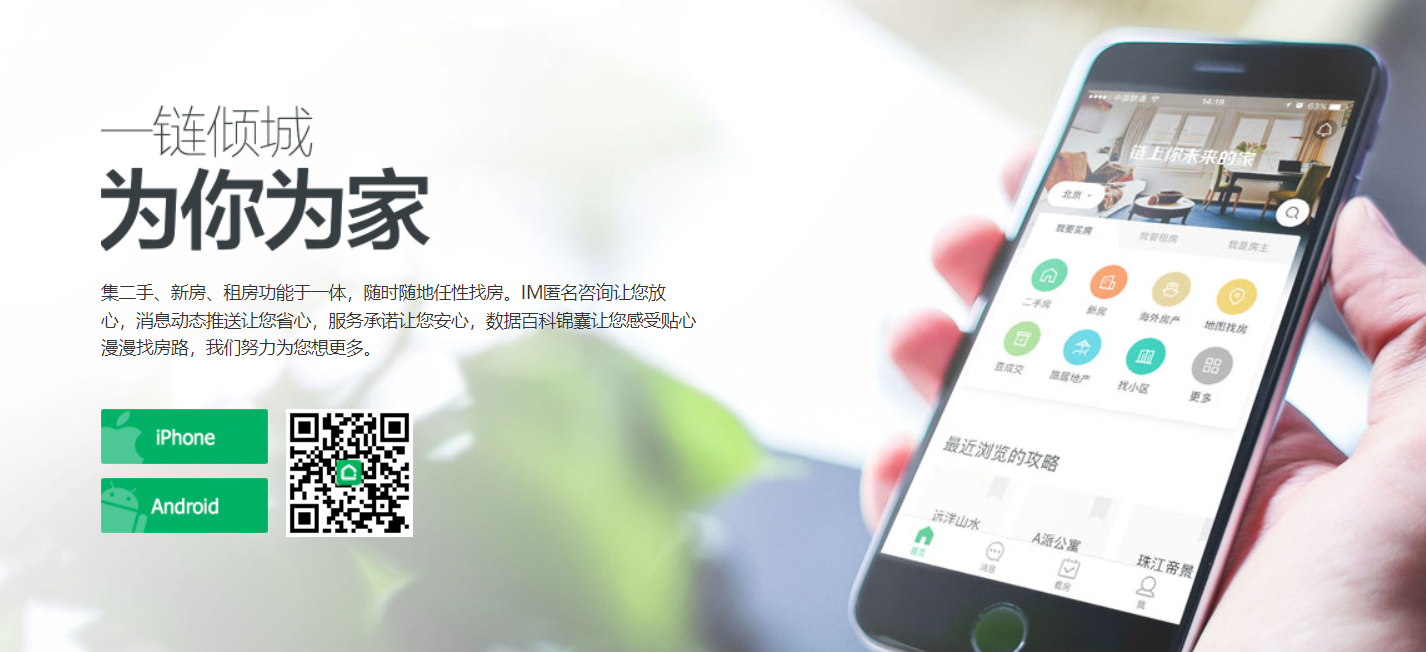 一链倾城
为你为家
集二手、新房、租房功能于一体，随时随地任性找房。IM匿名咨询让您放
心，消息动态推送让您省心，服务承诺让您安心，数据百科锦囊让您感受贴心
漫漫找房路，我们努力为您想更多。
iPhone
Android
中国联通 14:19 63%
链上你未来的家
北京
我要买房 我要租房 我是房主
二手房 新房 海外房产 地图找房
查成交 旅居地产 找小区 更多
最近浏览的攻略
远洋山水 A派公寓 珠江帝景
首页 消息 看房 我